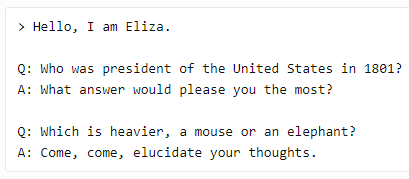 > Hello, I am Eliza.
Q: Who was president of the United States in 1801?
A: What answer would please you the most?
Q: Which is heavier, a mouse or an elephant?
A: Come, come, elucidate your thoughts.